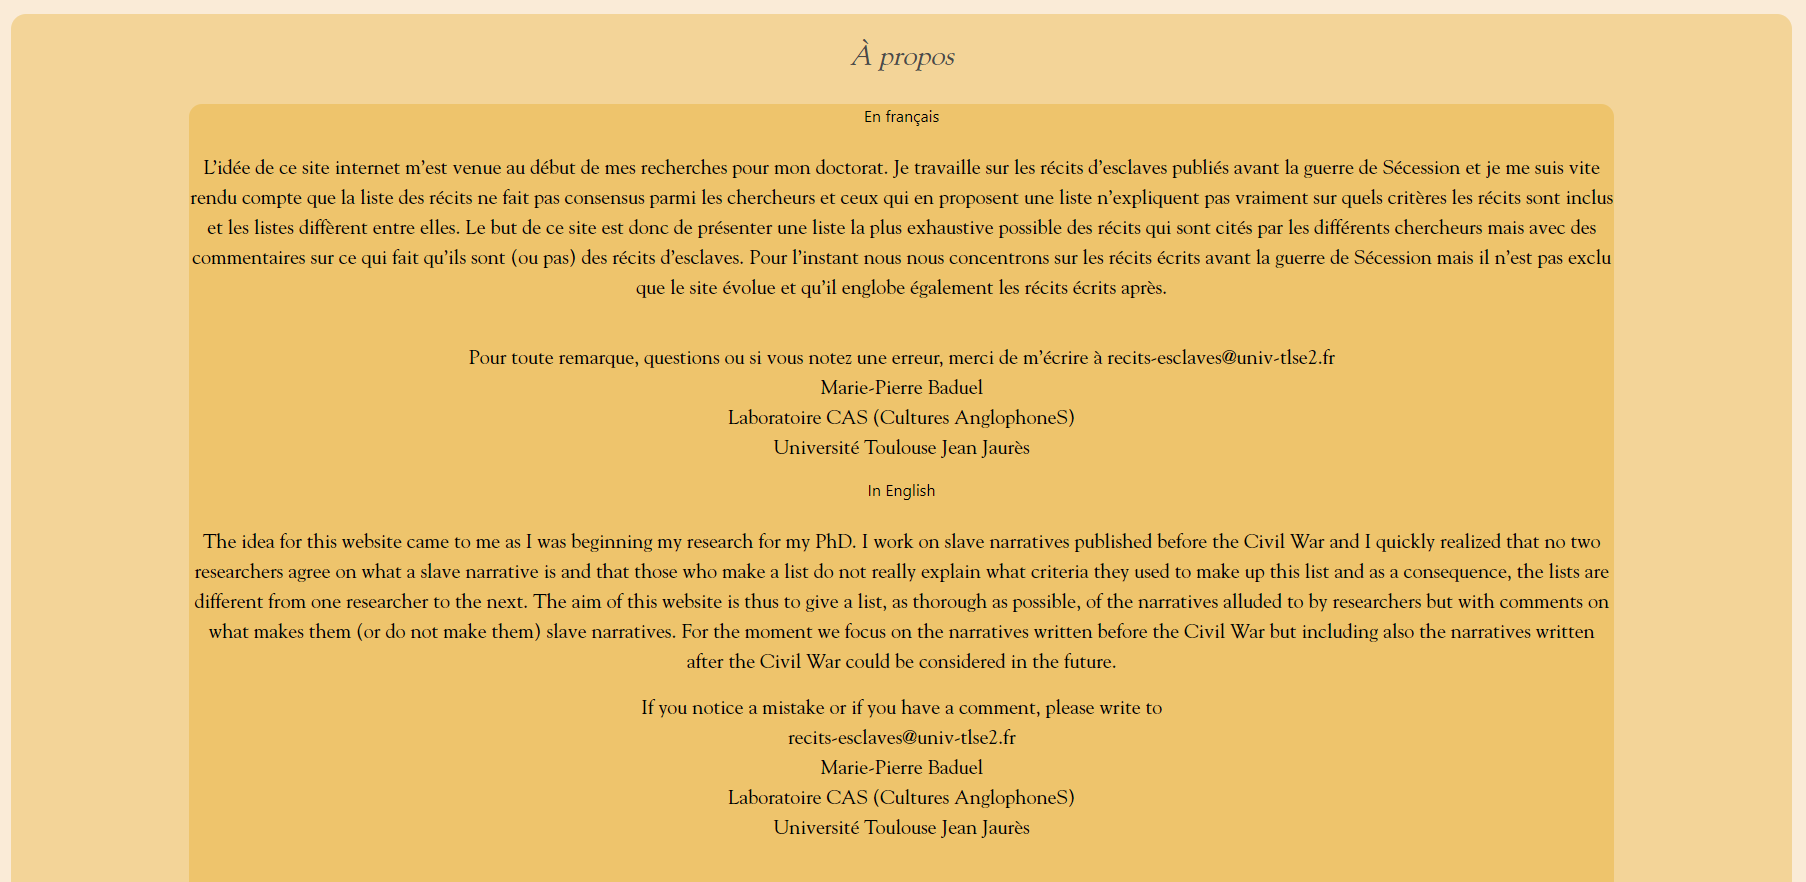 À propos
En français
L’idée de ce site internet m’est venue au début de mes recherches pour mon doctorat. Je travaille sur les récits d’esclaves publiés avant la guerre de Sécession et je me suis vite
rendu compte que la liste des récits ne fait pas consensus parmi les chercheurs et ceux qui en proposent une liste n’expliquent pas vraiment sur quels critères les récits sont inclus
et les listes diffèrent entre elles. Le but de ce site est donc de présenter une liste la plus exhaustive possible des récits qui sont cités par les différents chercheurs mais avec des
commentaires sur ce qui fait qu’ils sont (ou pas) des récits d’esclaves. Pour l’instant nous nous concentrons sur les récits écrits avant la guerre de Sécession mais il n’est pas exclu
que le site évolue et qu’il englobe également les récits écrits après.
Pour toute remarque, questions ou si vous notez une erreur, merci de m’écrire à recits-esclaves@univ-tlse2.fr
Marie-Pierre Baduel
Laboratoire CAS (Cultures AnglophoneS)
Université Toulouse Jean Jaurès
In English
The idea for this website came to me as I was beginning my research for my PhD. I work on slave narratives published before the Civil War and I quickly realized that no two
researchers agree on what a slave narrative is and that those who make a list do not really explain what criteria they used to make up this list and as a consequence, the lists are
different from one researcher to the next. The aim of this website is thus to give a list, as thorough as possible, of the narratives alluded to by researchers but with comments on
what makes them (or do not make them) slave narratives. For the moment we focus on the narratives written before the Civil War but including also the narratives written
after the Civil War could be considered in the future.
If you notice a mistake or if you have a comment, please write to
recits-esclaves@univ-tlse2.fr
Marie-Pierre Baduel
Laboratoire CAS (Cultures AnglophoneS)
Université Toulouse Jean Jaurès